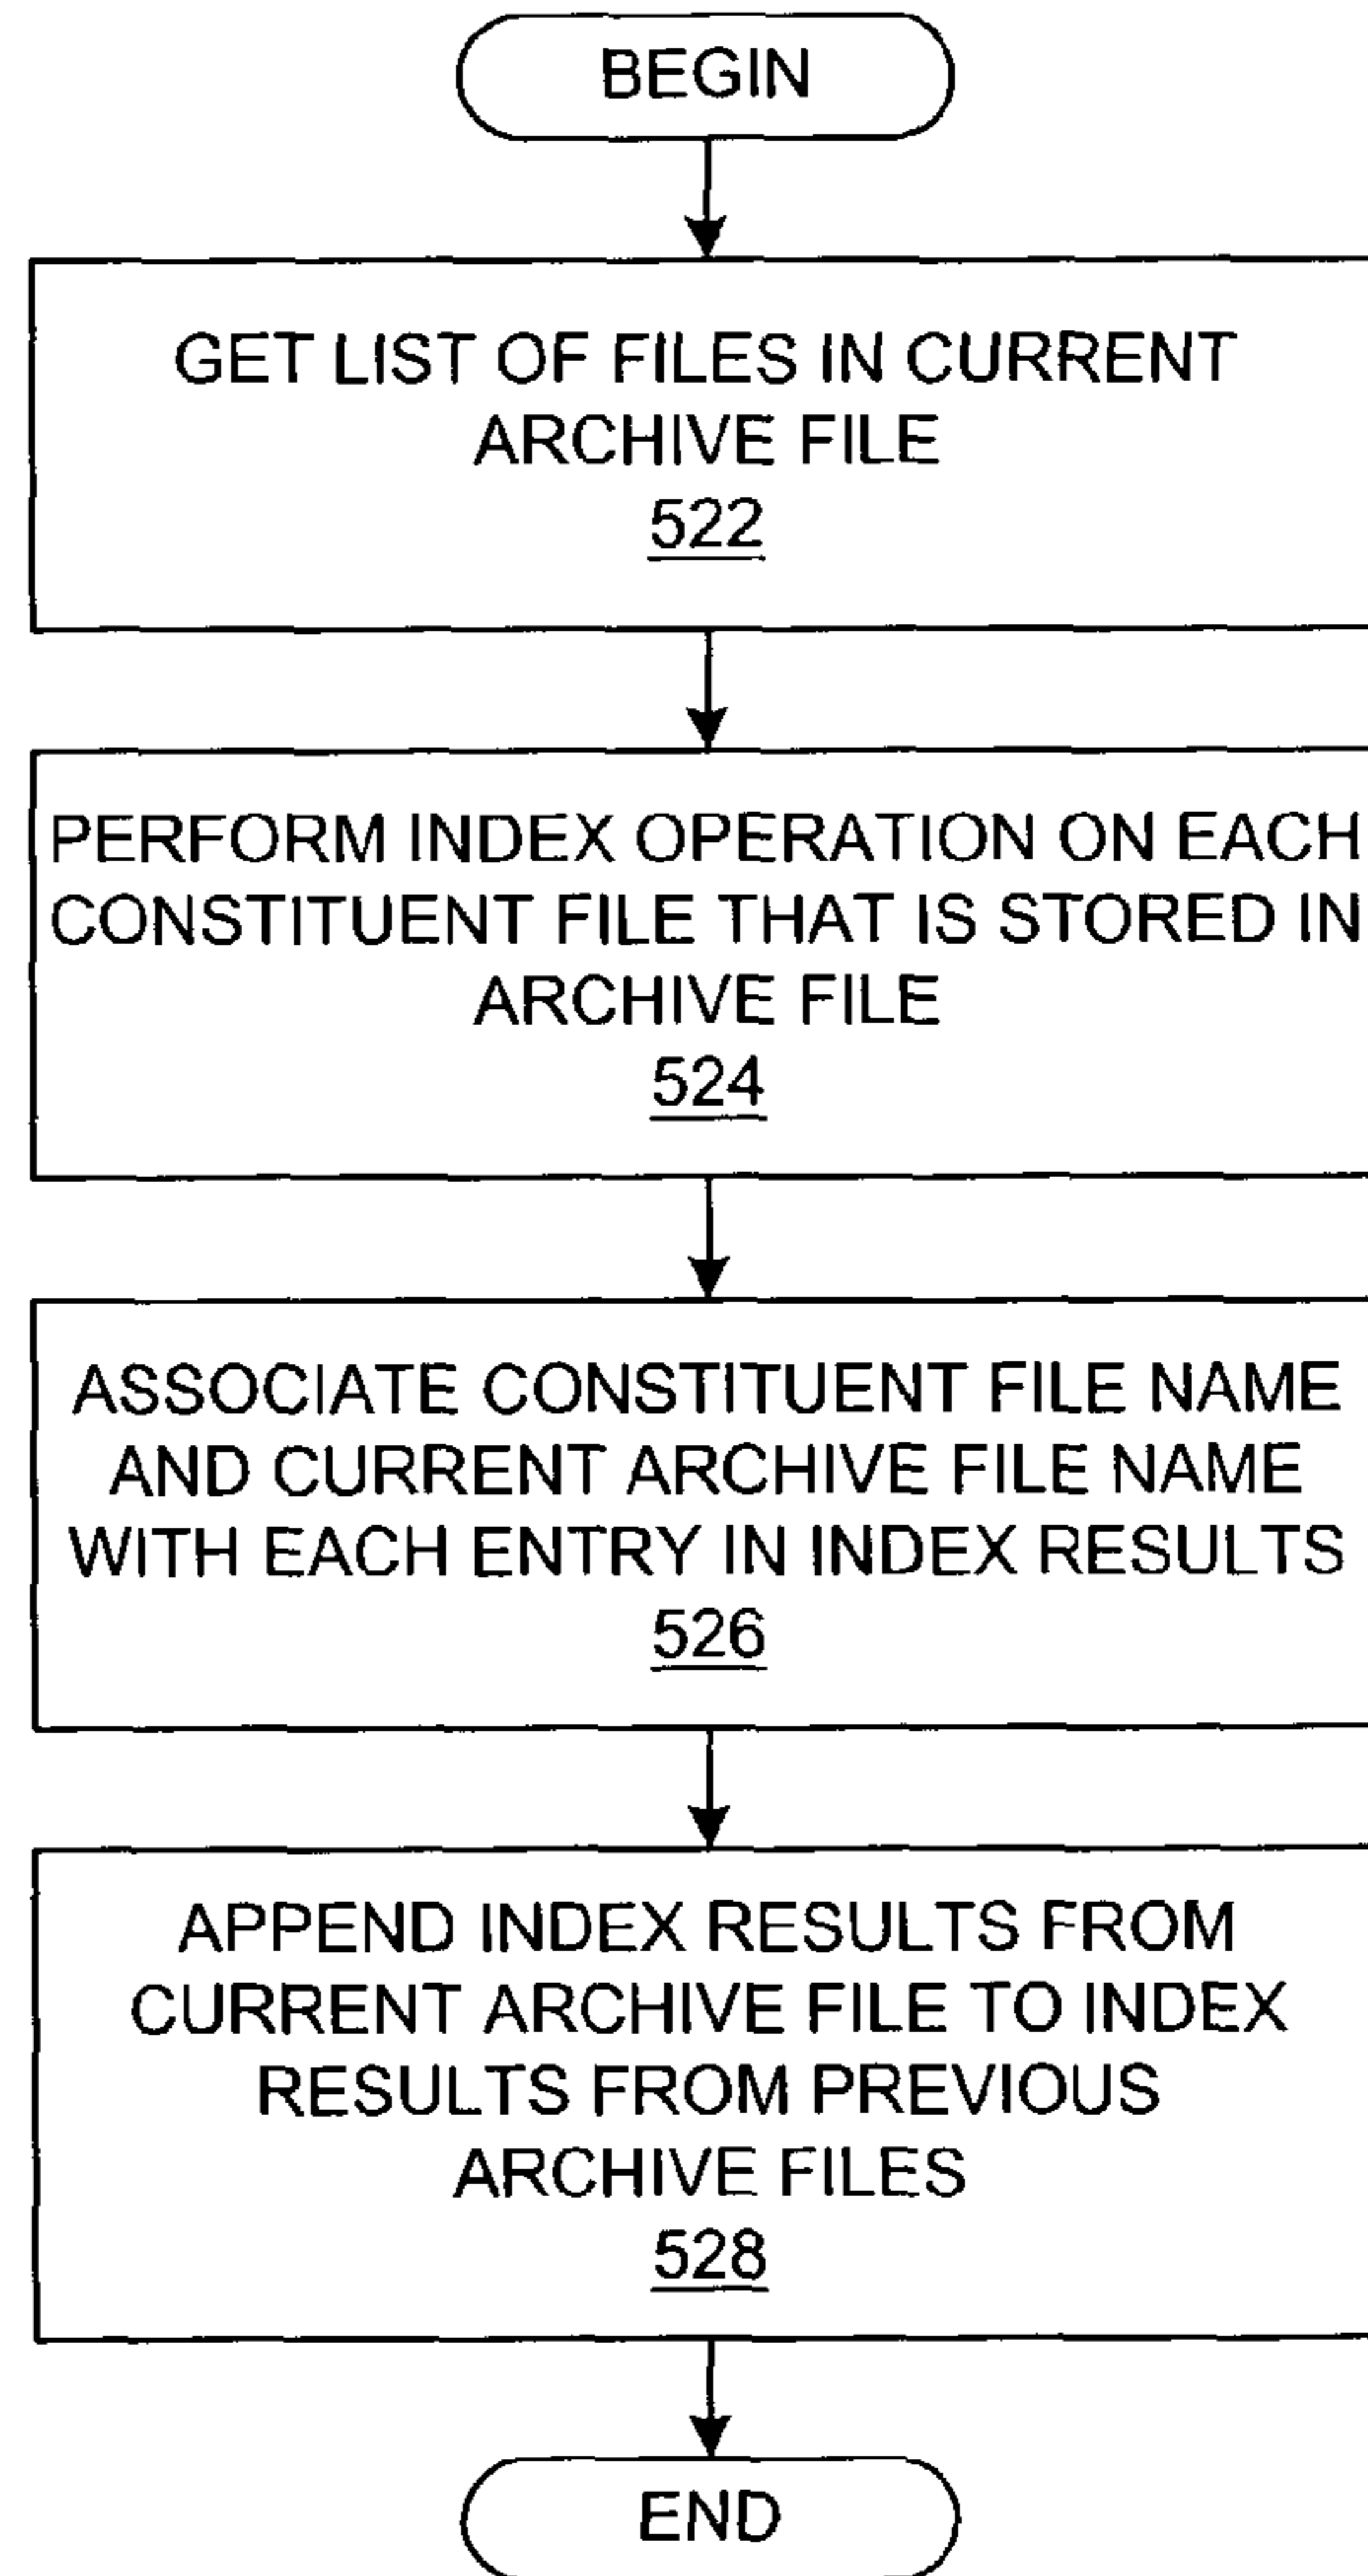 BEGIN
GET LIST OF FILES IN CURRENT
ARCHIVE FILE
522
PERFORM INDEX OPERATION ON EACH
CONSTITUENT FILE THAT IS STORED IN
ARCHIVE FILE
524
ASSOCIATE CONSTITUENT FILE NAME
AND CURRENT ARCHIVE FILE NAME
WITH EACH ENTRY IN INDEX RESULTS
526
APPEND INDEX RESULTS FROM
CURRENT ARCHIVE FILE TO INDEX
RESULTS FROM PREVIOUS
ARCHIVE FILES
528
END